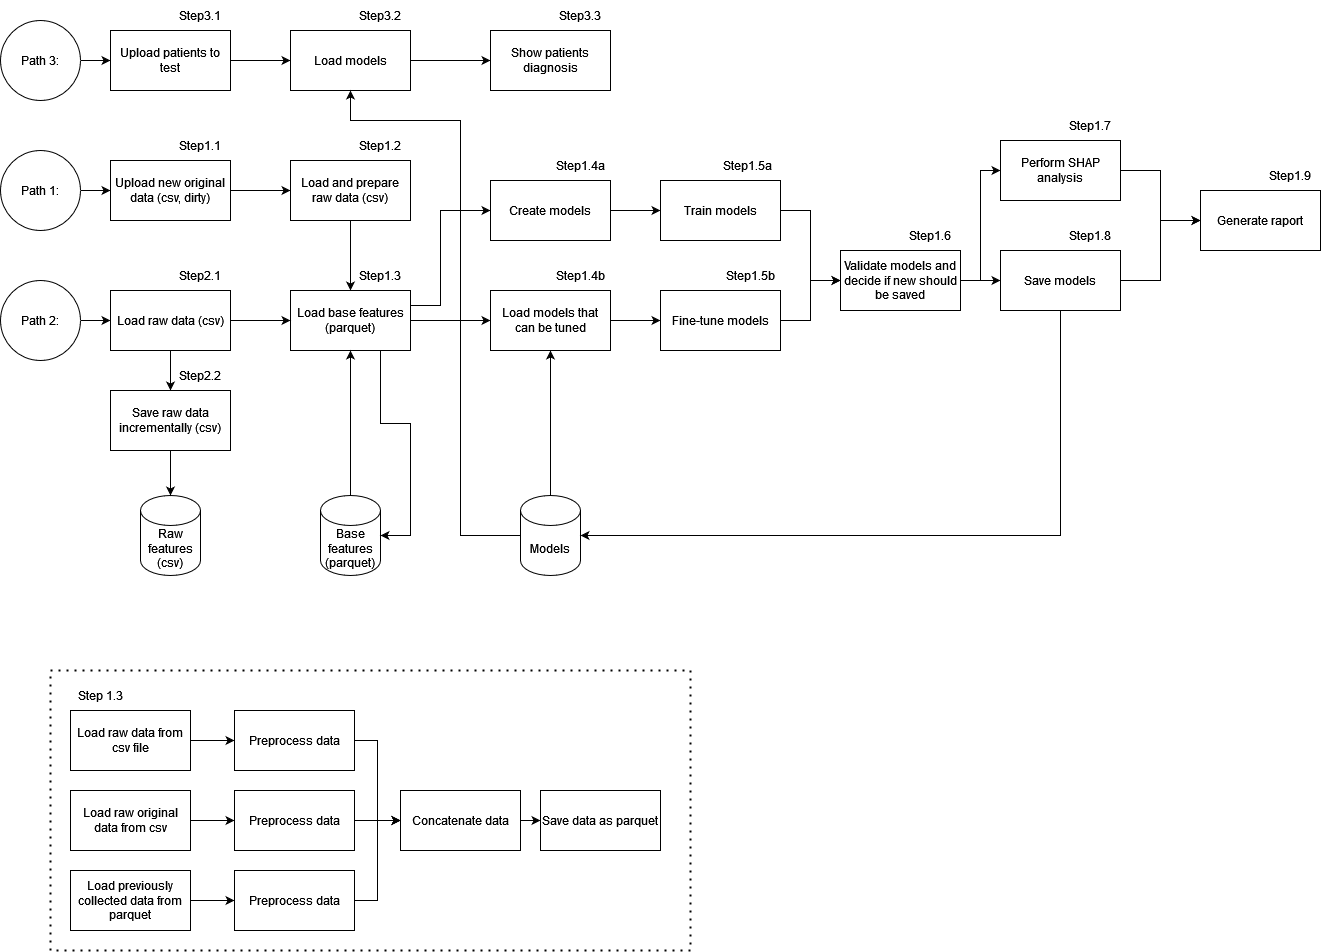 Step3.1
Step3.2
Step3.3
Path 3:
Upload patients to
test
Load models
Show patients
diagnosis
Step1.1
Step1.2
Path 1:
Upload new original
data (csv, dirty)
Load and prepare
raw data (csv)
Step1.4a
Create models
Step1.5a
Train models
Step1.7
Perform SHAP
analysis
Step1.9
Generate raport
Step1.6
Validate models and
decide if new should
be saved
Step1.8
Save models
Step2.1
Step1.3
Step1.4b
Step1.5b
Path 2:
Load raw data (csv)
Load base features
(parquet)
Load models that
can be tuned
Fine-tune models
Step2.2
Save raw data
incrementally (csv)
Raw
features
(csv)
Base
features
(parquet)
Models
Step 1.3
Load raw data from
csv file
Preprocess data
Load raw original
data from csv
Preprocess data
Concatenate data
Save data as parquet
Load previously
collected data from
parquet
Preprocess data